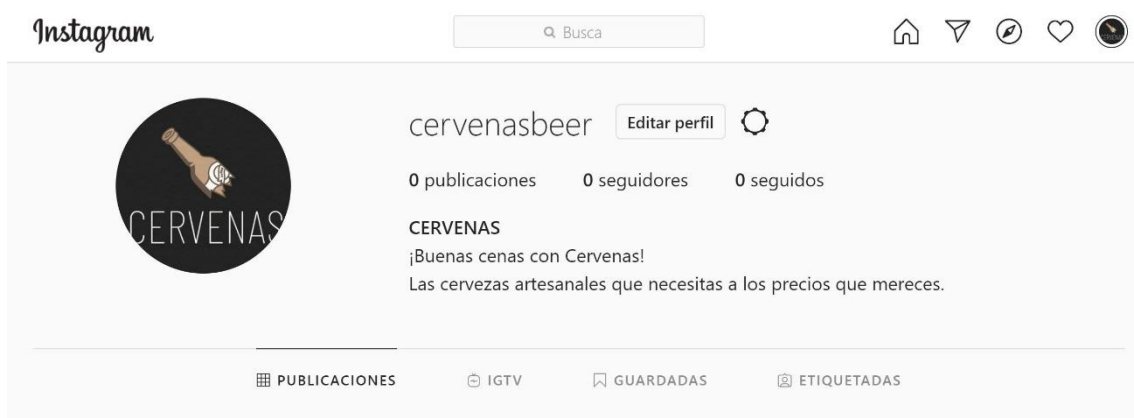 Instagram
Busca
CERVENAS
cervenasbeer Editar perfil
0 publicaciones 0 seguidores 0 seguidos
CERVENAS
¡Buenas cenas con Cervenas!
Las cervezas artesanales que necesitas a los precios que mereces.
PUBLICACIONES IGTV GUARDADAS ETIQUETADAS